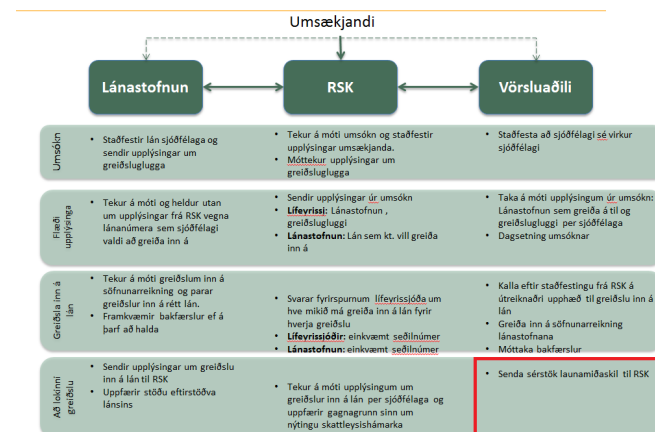 Umsækjandi
Lánastofnun
RSK
Vörsluaðili
Umsókn
• Staðfestir lán sjóðfélaga og
sendir upplýsingar um
greiðsluglugga
• Tekur á móti umsókn og staðfestir
upplýsingar umsækjanda.
• Móttekur upplýsingar um
greiðsluglugga
• Staðfesta að sjóðfélagi sé virkur
sjóðfélagi
Flæði
upplýsinga
• Tekur á móti og heldur utan
um upplýsingar frá RSK vegna
lánanúmera sem sjóðfélagi
valdi að greiða inn á
• Sendir upplýsingar úr umsókn
• Lífeyrissj: Lánastofnun ,
greiðslugluggi
• Lánastofnun: Lán sem kt. vill greiða
inn á
• Taka á móti upplýsingum úr umsókn:
Lánastofnun sem greiða á til og
greiðslugluggi per sjóðfélaga
• Dagsetning umsóknar
Greiðsla inn á
lán
• Tekur á móti greiðslum inn á
söfnunarreikning og parar
greiðslur inn á rétt lán.
• Framkvæmir bakfærslur ef á
þarf að halda
• Svarar fyrirspurnum lífeyrissjóða um
hve mikið má greiða inn á lán fyrir
hverja greiðslu
• Lífeyrissjóðir: einkvæmt seðilnúmer
• Lánastofnun: einkvæmt seðilnúmer
• Kalla eftir staðfestingu frá RSK á
útreiknaðri upphæð til greiðslu inn á
lán
• Greiða inn á söfnunarreikning
lánastofnana
• Móttaka bakfærslur
Að lokinni
greiðslu
• Sendir upplýsingar um greiðslu
inn á lán til RSK
• Uppfærir stöðu eftirstöðva
lánsins
• Tekur á móti upplýsingum um
greiðslur inn á lán per sjóðfélaga og
uppfærir gagnagrunn sinn um
nýtingu skattleysishámarka
• Senda sérstök launamiðaskil til RSK